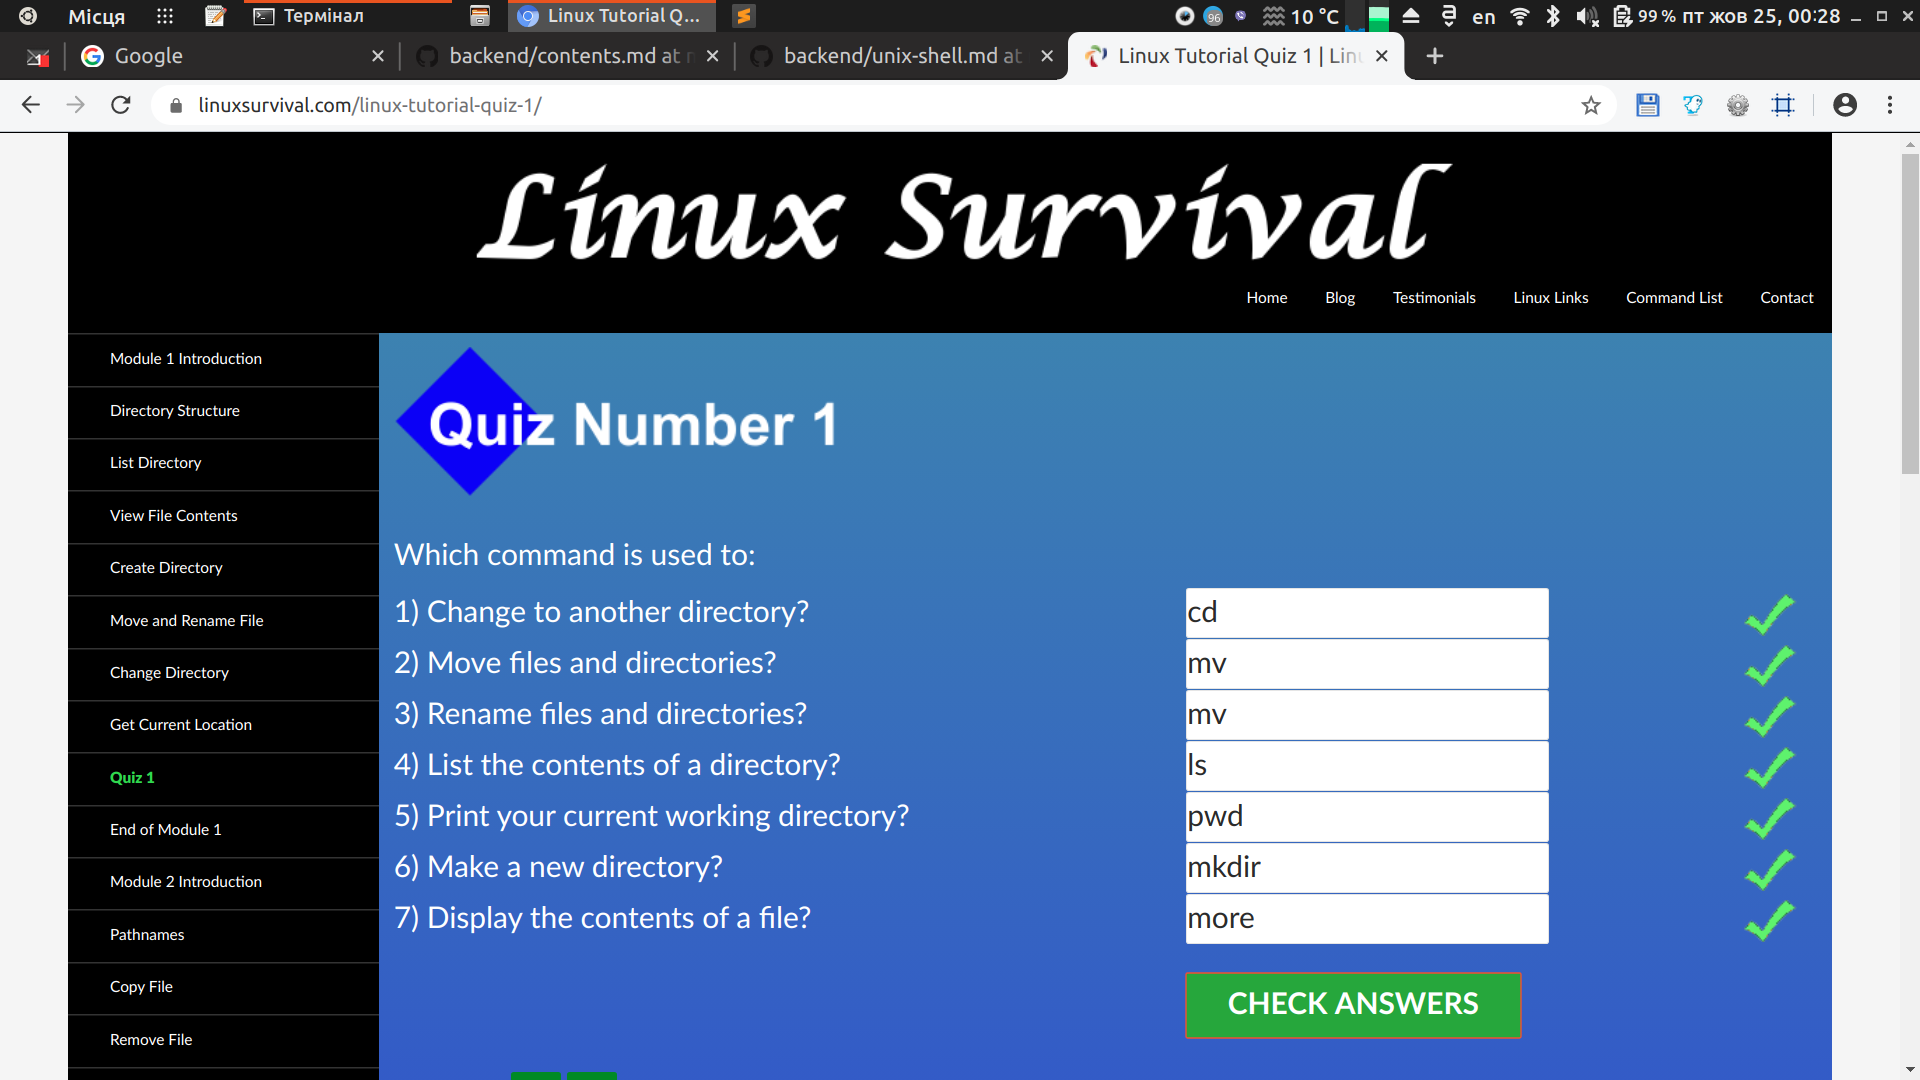 Місця
Термінал
Linux Tutorial Q...
96
10 °C
ə
en
99 % пт жов 25, 00:28
Google
backend/contents.md at
backend/unix-shell.md at
Linux Tutorial Quiz 1 | Lin
linuxsurvival.com/linux-tutorial-quiz-1/
Linux Survival
Home Blog Testimonials Linux Links Command List Contact
Module 1 Introduction
Directory Structure
List Directory
View File Contents
Create Directory
Move and Rename File
Change Directory
Get Current Location
Quiz 1
End of Module 1
Module 2 Introduction
Pathnames
Copy File
Remove File
Quiz Number 1
Which command is used to:
1) Change to another directory? cd
2) Move files and directories? mv
3) Rename files and directories? mv
4) List the contents of a directory? ls
5) Print your current working directory? pwd
6) Make a new directory? mkdir
7) Display the contents of a file? more
CHECK ANSWERS